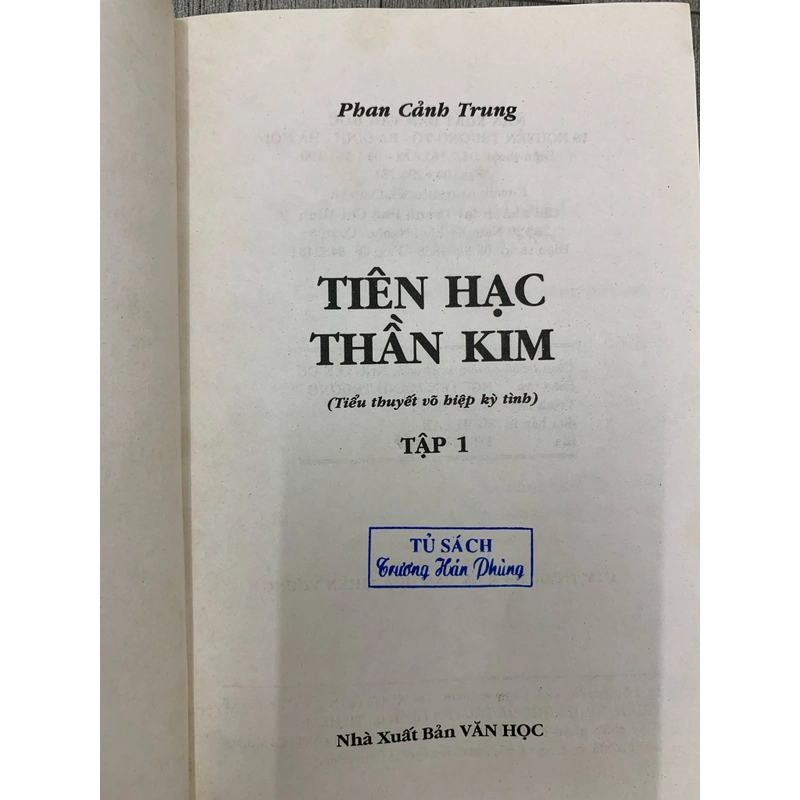 Phan Cảnh Trung
TIÊN HẠC
THẦN KIM
(Tiểu thuyết võ hiệp kỳ tình)
TẬP 1
TỦ SÁCH
Trương Hán Phùng
Nhà Xuất Bản VĂN HỌC